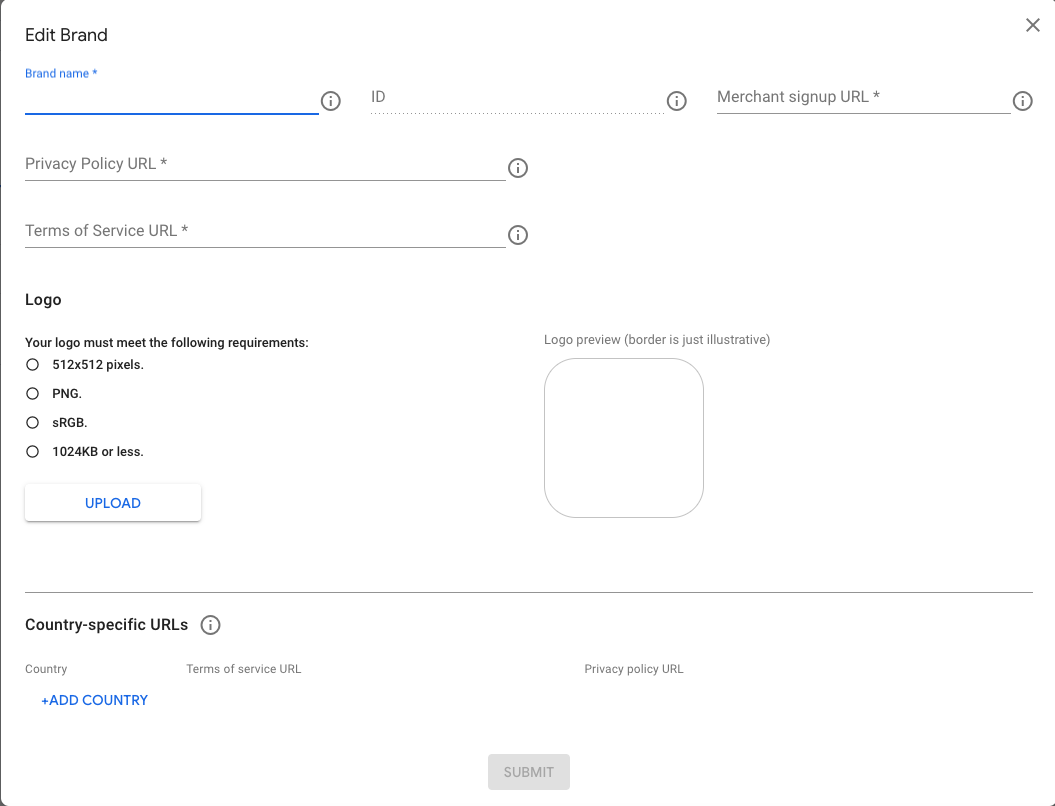 Edit Brand
Brand name *
ID
Merchant signup URL *
Privacy Policy URL *
Terms of Service URL *
Logo
Your logo must meet the following requirements:
512x512 pixels.
PNG.
sRGB.
1024KB or less.
UPLOAD
Logo preview (border is just illustrative)
Country-specific URLs
Country Terms of service URL Privacy policy URL
+ADD COUNTRY
SUBMIT